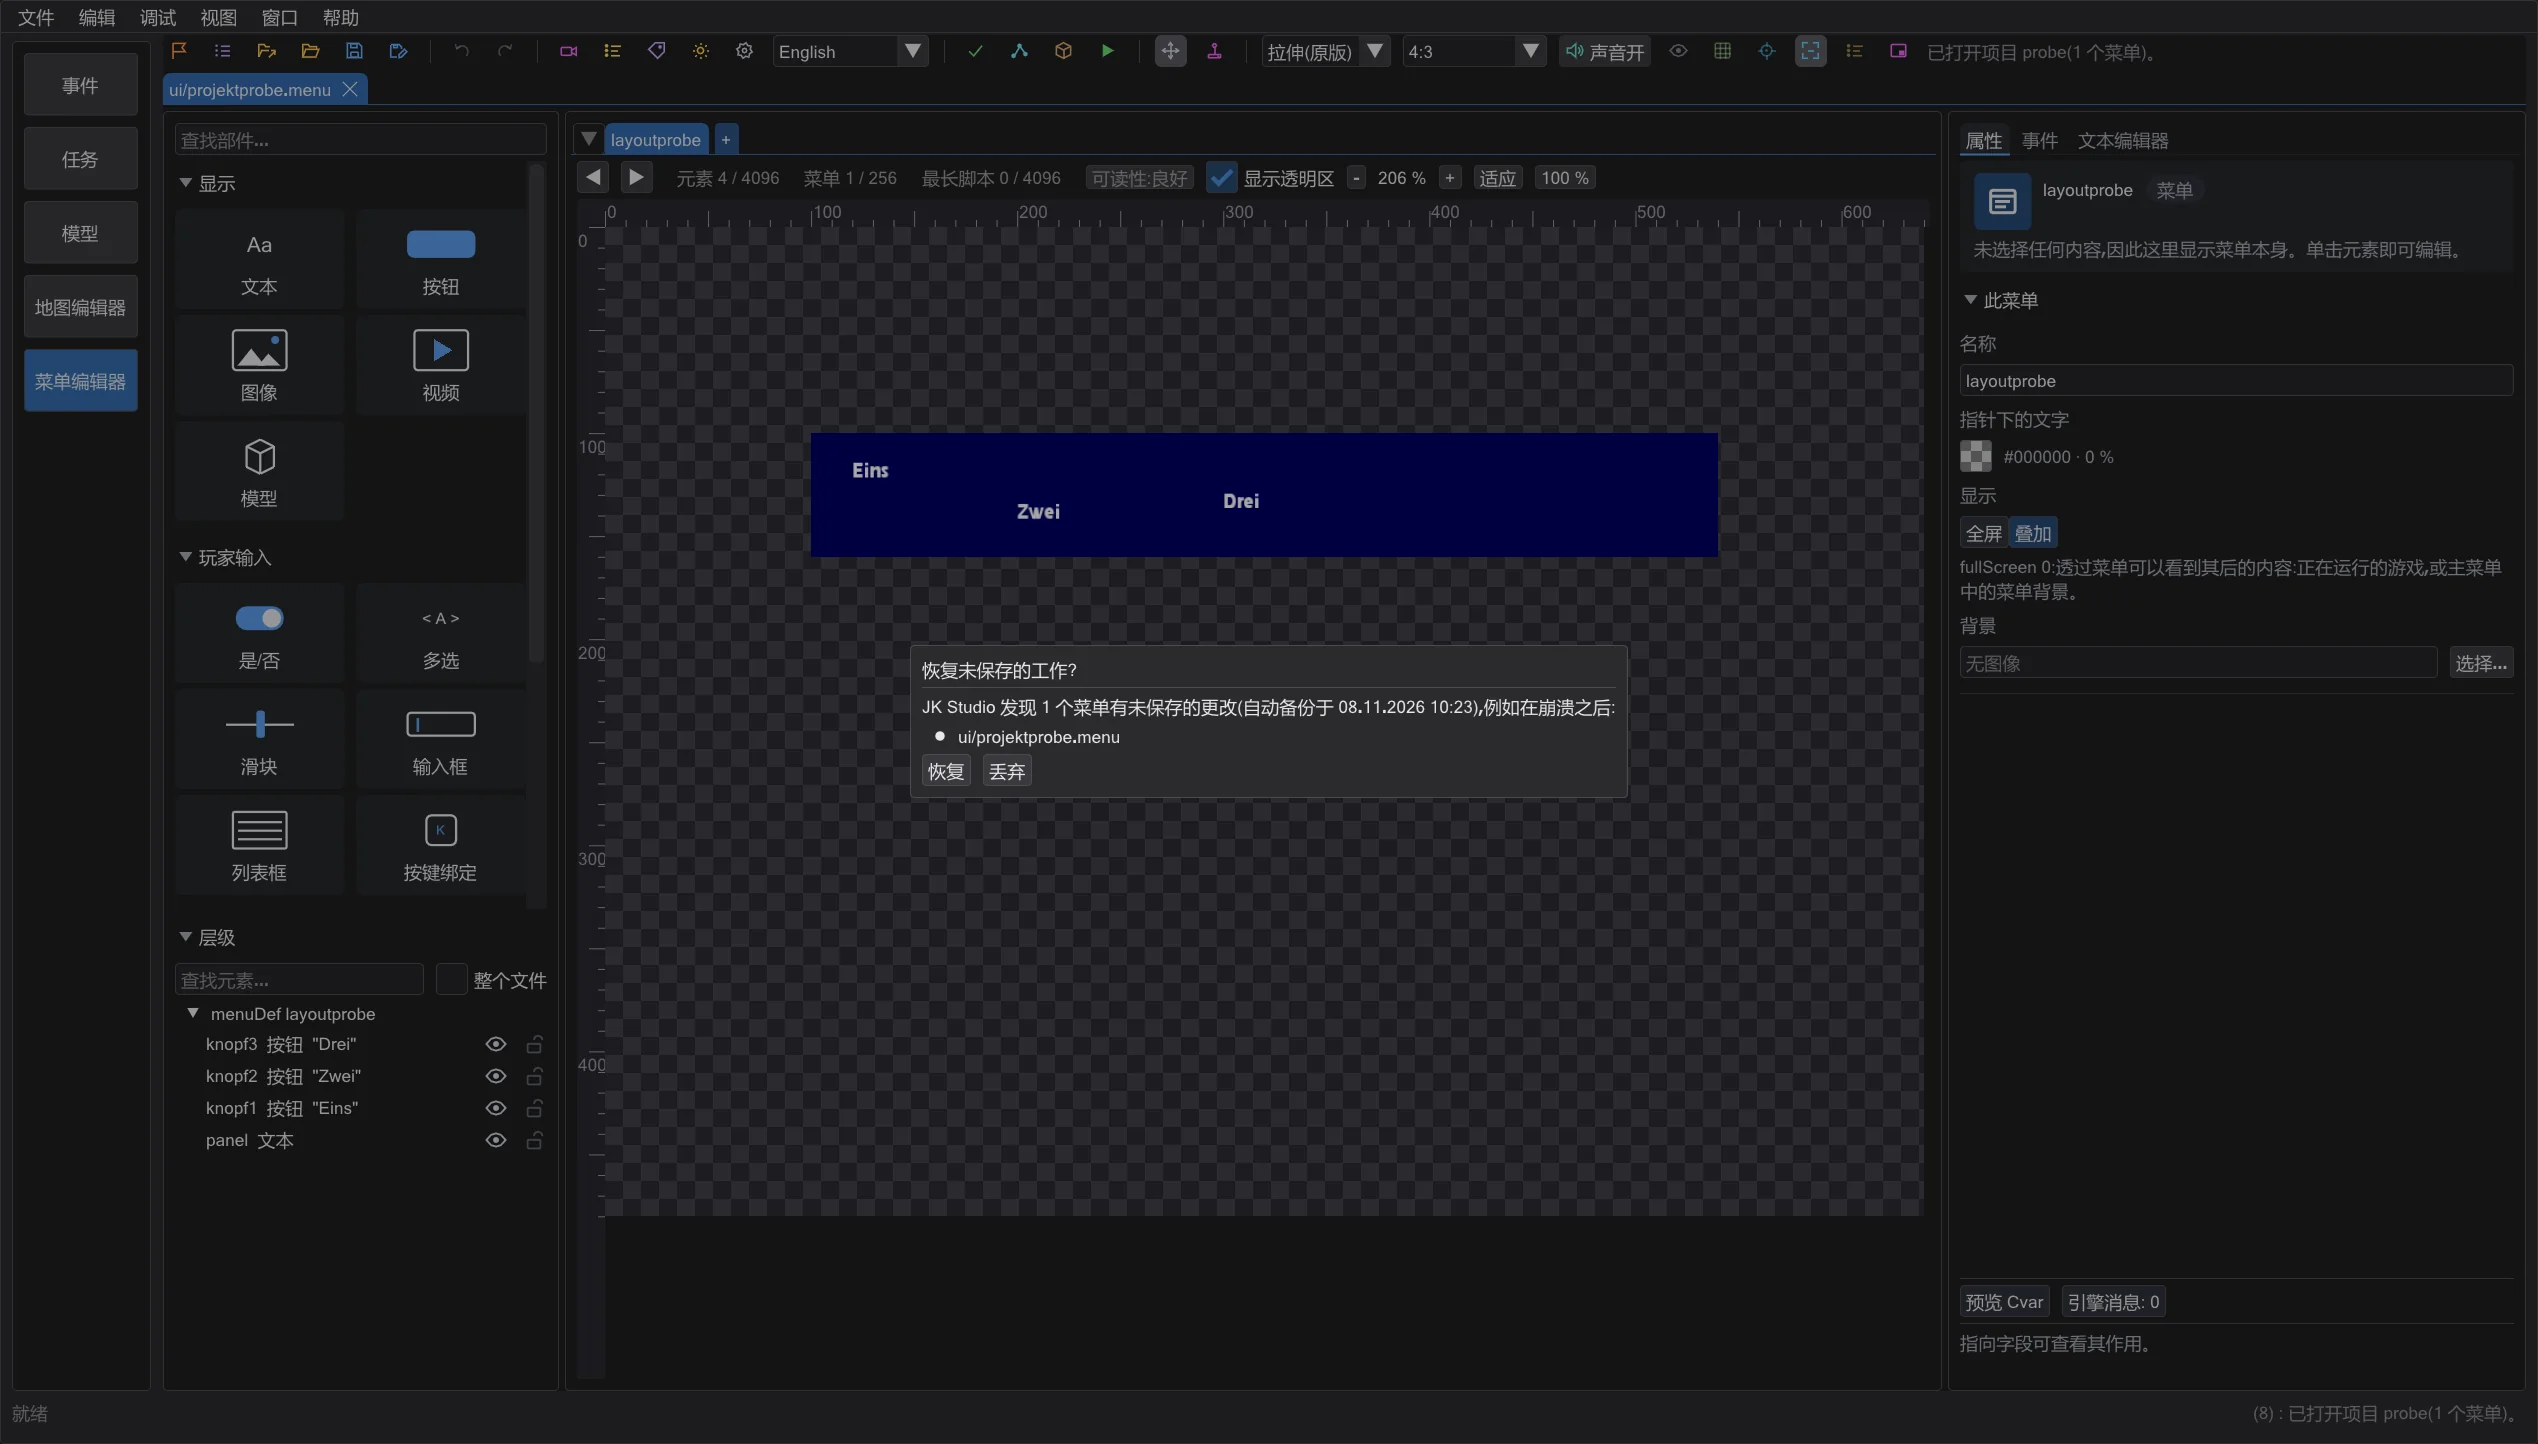 文件 编辑 调试 视图 窗口 帮助
English 拉伸(原版) 4:3 声音开 已打开项目 probe(1 个菜单)。
事件
任务
模型
地图编辑器
菜单编辑器
ui/projektprobe.menu
查找部件...
显示
Aa
文本
按钮
图像
视频
模型
玩家输入
是/否
< A >
多选
滑块
输入框
列表框
K
按键绑定
层级
查找元素...
整个文件
menuDef layoutprobe
knopf3 按钮 "Drei"
knopf2 按钮 "Zwei"
knopf1 按钮 "Eins"
panel 文本
layoutprobe +
元素 4 / 4096 菜单 1 / 256 最长脚本 0 / 4096 可读性:良好 显示透明区 - 206 % + 适应 100 %
0 100 200 300 400 500 600
0
100
200
300
400
Eins
Zwei
Drei
恢复未保存的工作?
JK Studio 发现 1 个菜单有未保存的更改(自动备份于 08.11.2026 10:23),例如在崩溃之后:
ui/projektprobe.menu
恢复 丢弃
属性 事件 文本编辑器
layoutprobe 菜单
未选择任何内容,因此这里显示菜单本身。单击元素即可编辑。
此菜单
名称
layoutprobe
指针下的文字
#000000 · 0 %
显示
全屏 叠加
fullScreen 0:透过菜单可以看到其后的内容:正在运行的游戏,或主菜单
中的菜单背景。
背景
无图像 选择...
预览 Cvar 引擎消息: 0
指向字段可查看其作用。
就绪
(8) : 已打开项目 probe(1 个菜单)。